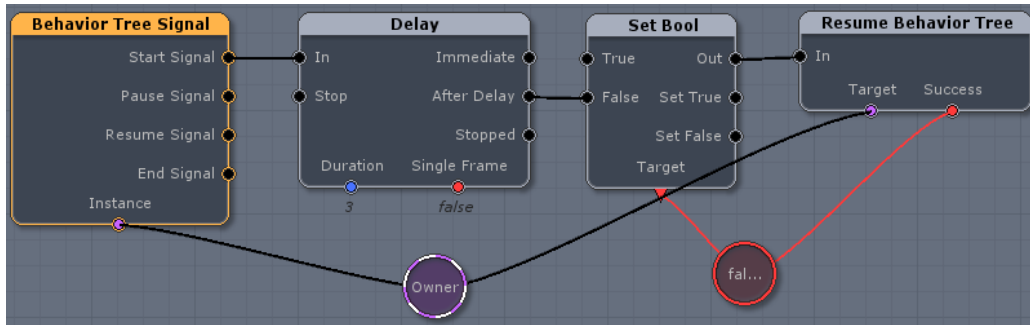 Behavior Tree Signal
Start Signal
Pause Signal
Resume Signal
End Signal
Instance
Delay
In
Immediate
Stop
After Delay
Stopped
Duration
Single Frame
3
false
Set Bool
True
Out
False
Set True
Set False
Target
Resume Behavior Tree
In
Target
Success
Owner
fal...